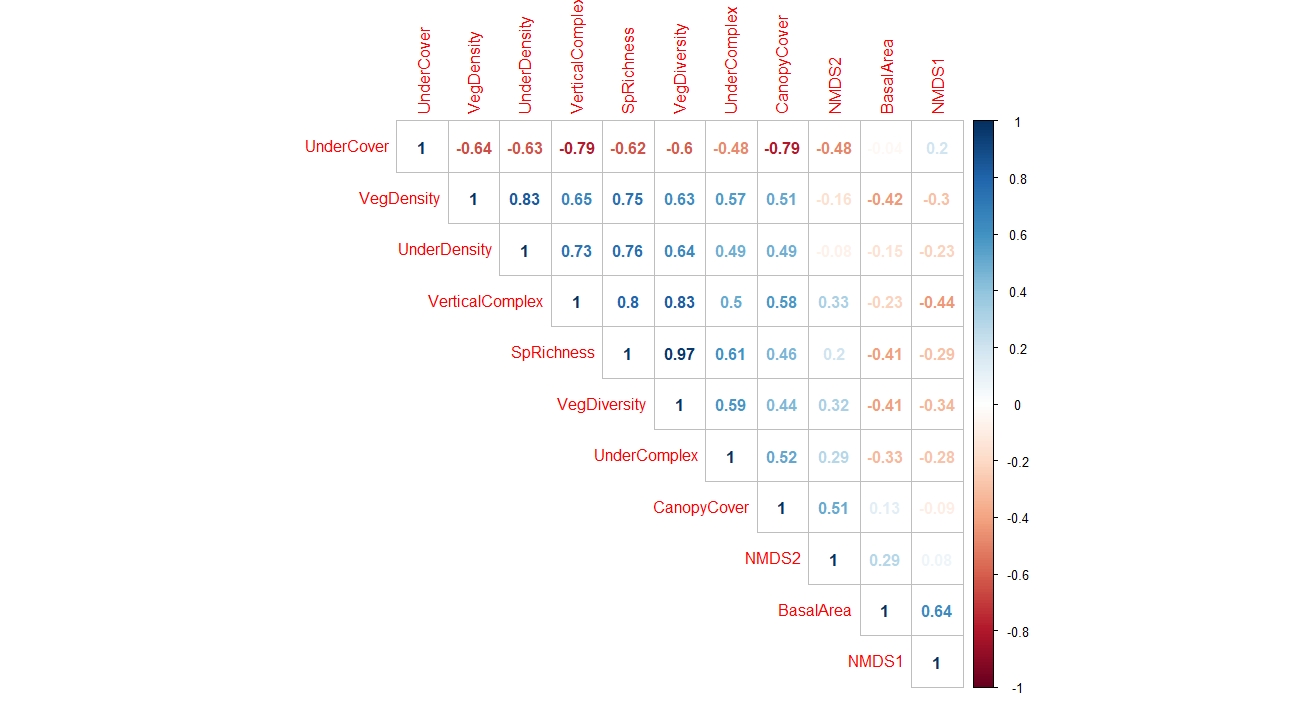 UnderCover VegDensity UnderDensity VerticalComplex SpRichness VegDiversity UnderComplex CanopyCover NMDS2 BasalArea NMDS1
UnderCover 1 -0.64 -0.63 -0.79 -0.62 -0.6 -0.48 -0.79 -0.48 -0.04 0.2
VegDensity 1 0.83 0.65 0.75 0.63 0.57 0.51 -0.16 -0.42 -0.3
UnderDensity 1 0.73 0.76 0.64 0.49 0.49 -0.08 -0.15 -0.23
VerticalComplex 1 0.8 0.83 0.5 0.58 0.33 -0.23 -0.44
SpRichness 1 0.97 0.61 0.46 0.2 -0.41 -0.29
VegDiversity 1 0.59 0.44 0.32 -0.41 -0.34
UnderComplex 1 0.52 0.29 -0.33 -0.28
CanopyCover 1 0.51 0.13 -0.09
NMDS2 1 0.29 0.08
BasalArea 1 0.64
NMDS1 1
1
0.8
0.6
0.4
0.2
0
-0.2
-0.4
-0.6
-0.8
-1